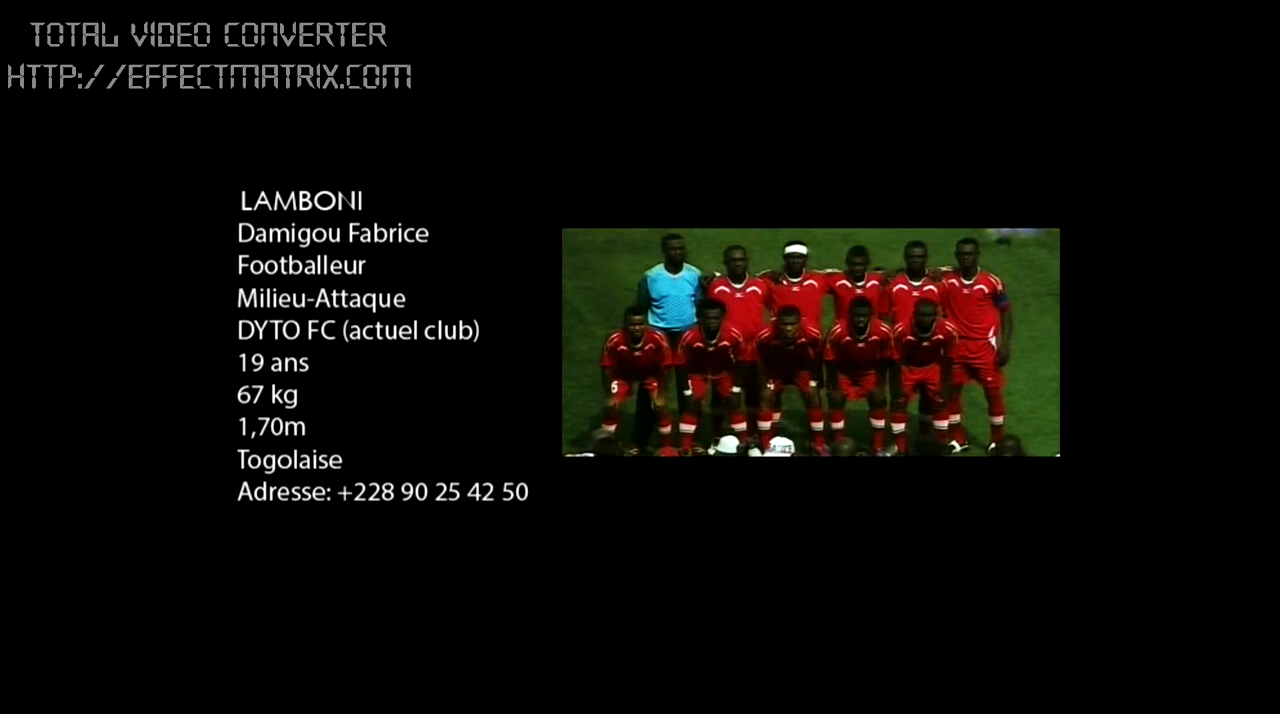 TOTAL VIDEO CONVERTER
HTTP://EFFECTMATRIX.COM
LAMBONI
Damigou Fabrice
Footballeur
Milieu-Attaque
DYTO FC (actuel club)
19 ans
67 kg
1,70m
Togolaise
Adresse: +228 90 25 42 50